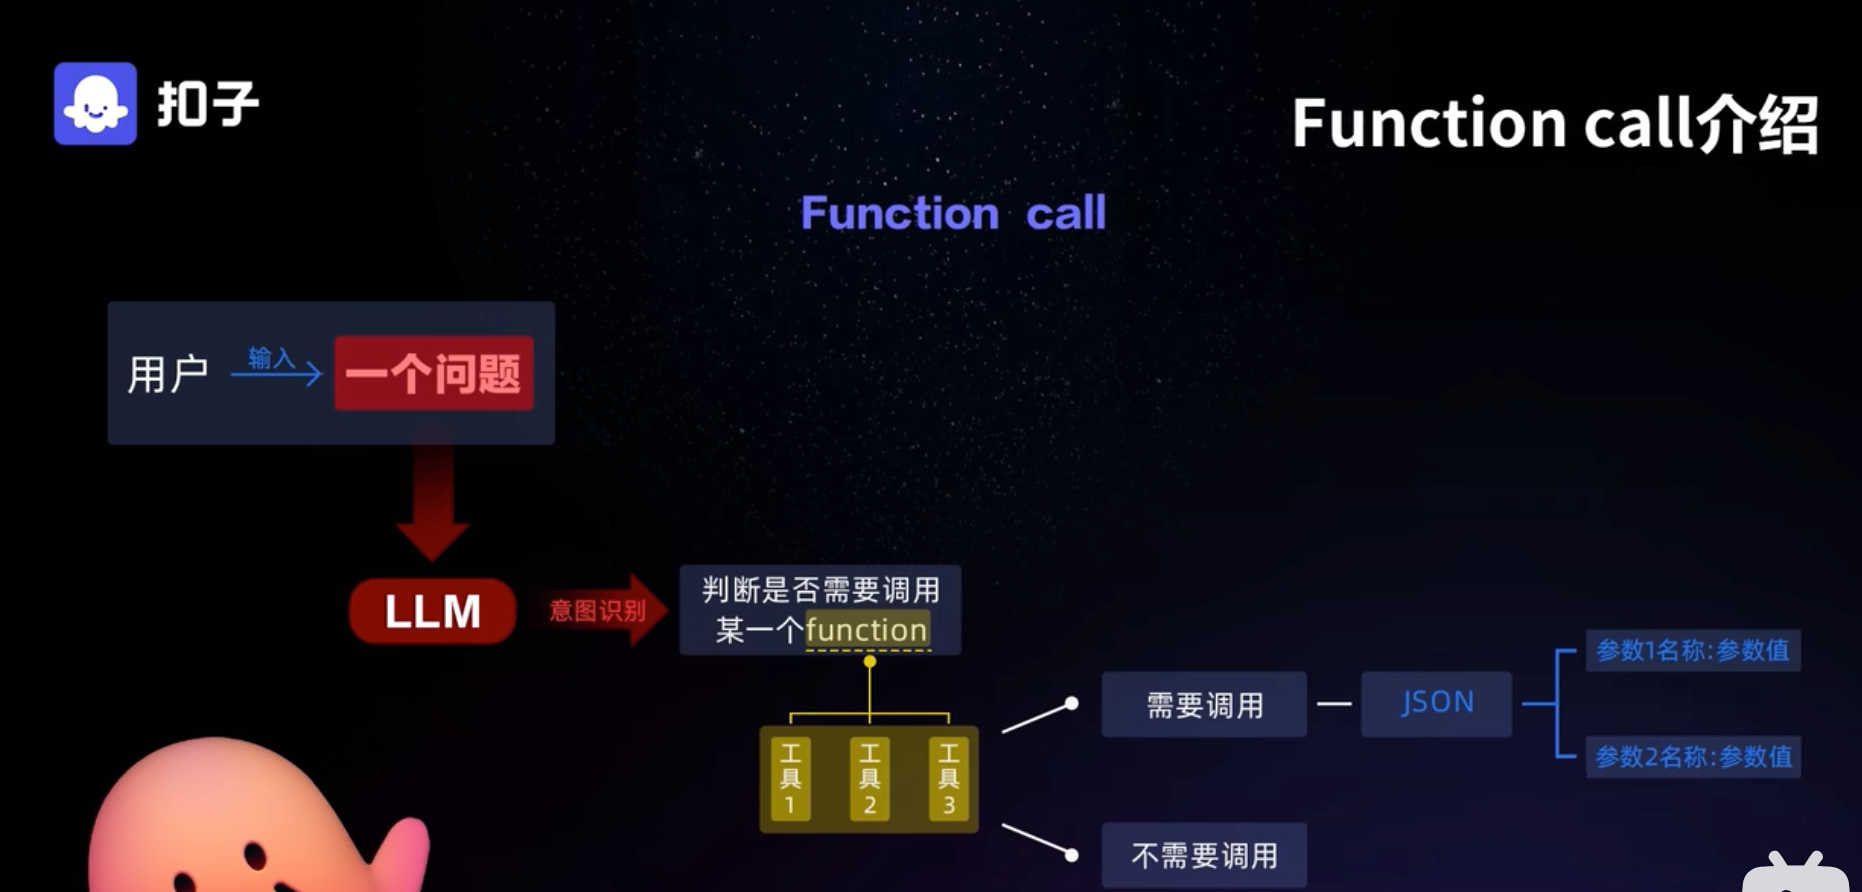 扣子
Function call介绍
Function call
用户
输入
一个问题
LLM
意图识别
判断是否需要调用
某一个function
工具1
工具2
工具3
需要调用
JSON
参数1名称:参数值
参数2名称:参数值
不需要调用